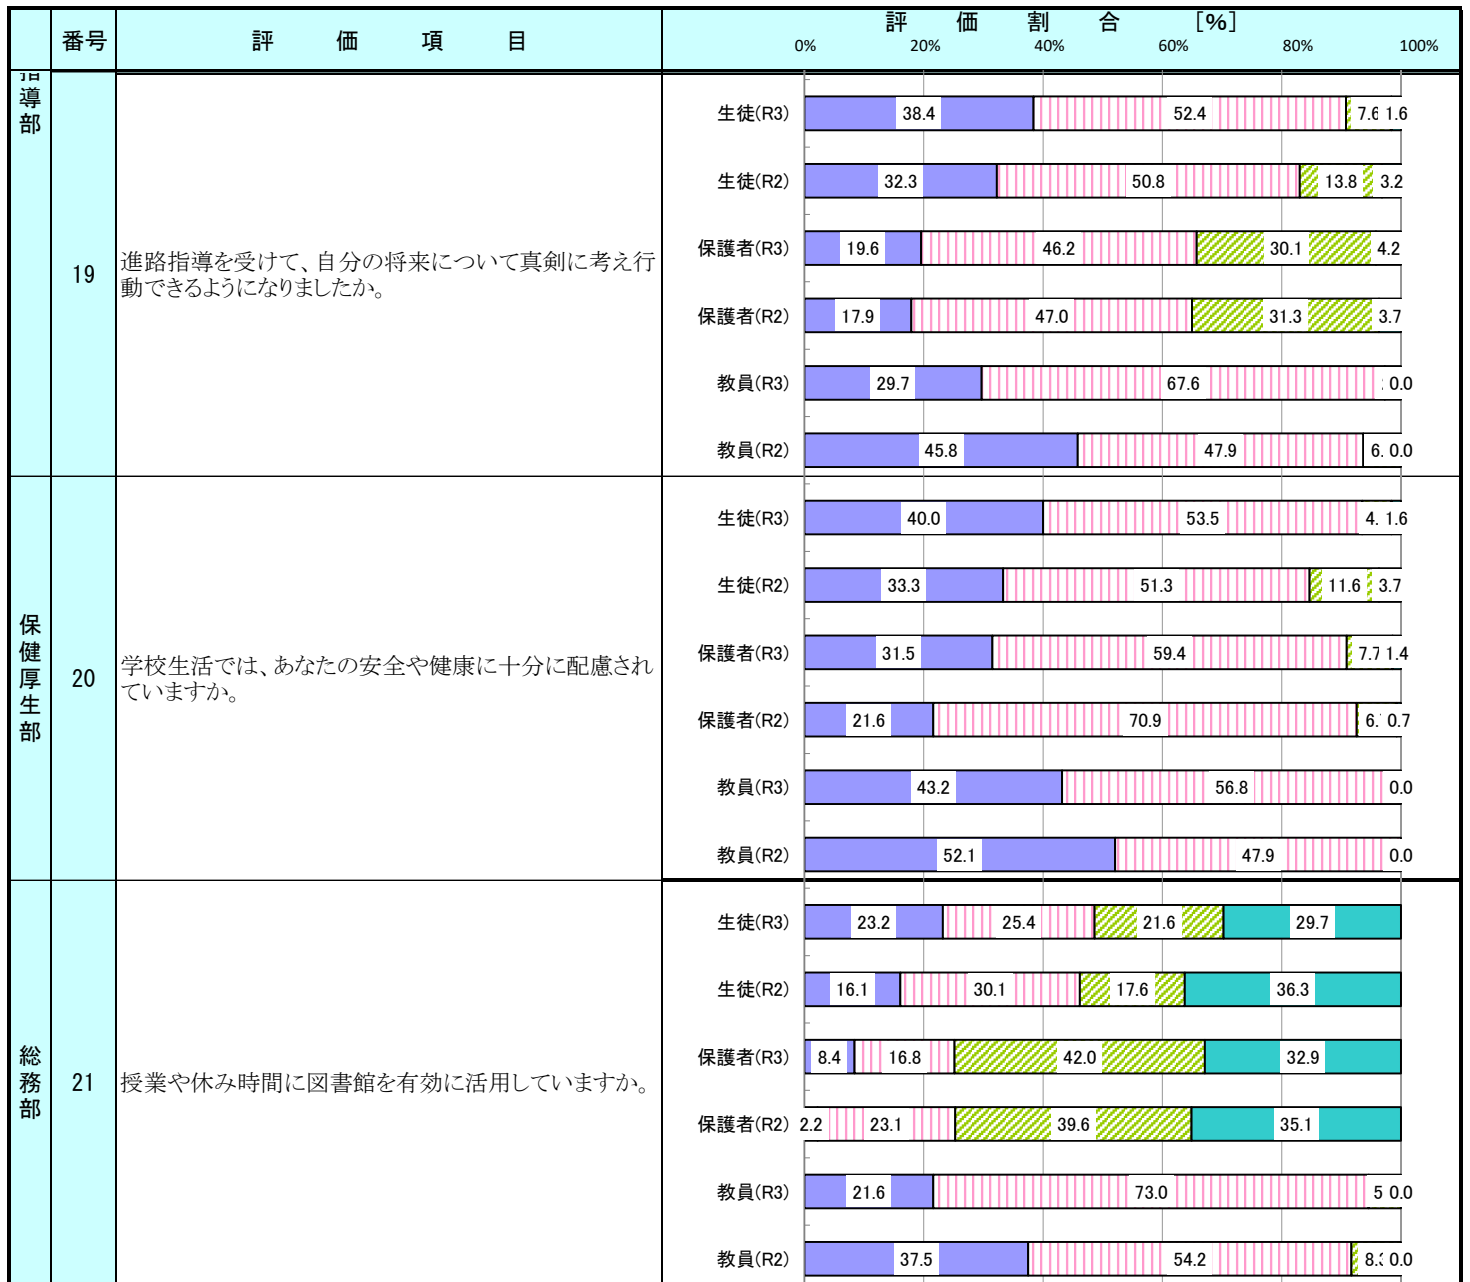 番号 評価項目 評価割合 [%]
0% 20% 40% 60% 80% 100%
導部
19
進路指導を受けて、自分の将来について真剣に考え行
動できるようになりましたか。
生徒(R3) 38.4 52.4 7.6 1.6
生徒(R2) 32.3 50.8 13.8 3.2
保護者(R3) 19.6 46.2 30.1 4.2
保護者(R2) 17.9 47.0 31.3 3.7
教員(R3) 29.7 67.6 0.0
教員(R2) 45.8 47.9 6. 0.0
保健厚生部
20
学校生活では、あなたの安全や健康に十分に配慮され
ていますか。
生徒(R3) 40.0 53.5 4. 1.6
生徒(R2) 33.3 51.3 11.6 3.7
保護者(R3) 31.5 59.4 7.7 1.4
保護者(R2) 21.6 70.9 6. 0.7
教員(R3) 43.2 56.8 0.0
教員(R2) 52.1 47.9 0.0
総務部
21
授業や休み時間に図書館を有効に活用していますか。
生徒(R3) 23.2 25.4 21.6 29.7
生徒(R2) 16.1 30.1 17.6 36.3
保護者(R3) 8.4 16.8 42.0 32.9
保護者(R2) 2.2 23.1 39.6 35.1
教員(R3) 21.6 73.0 5 0.0
教員(R2) 37.5 54.2 8. 0.0